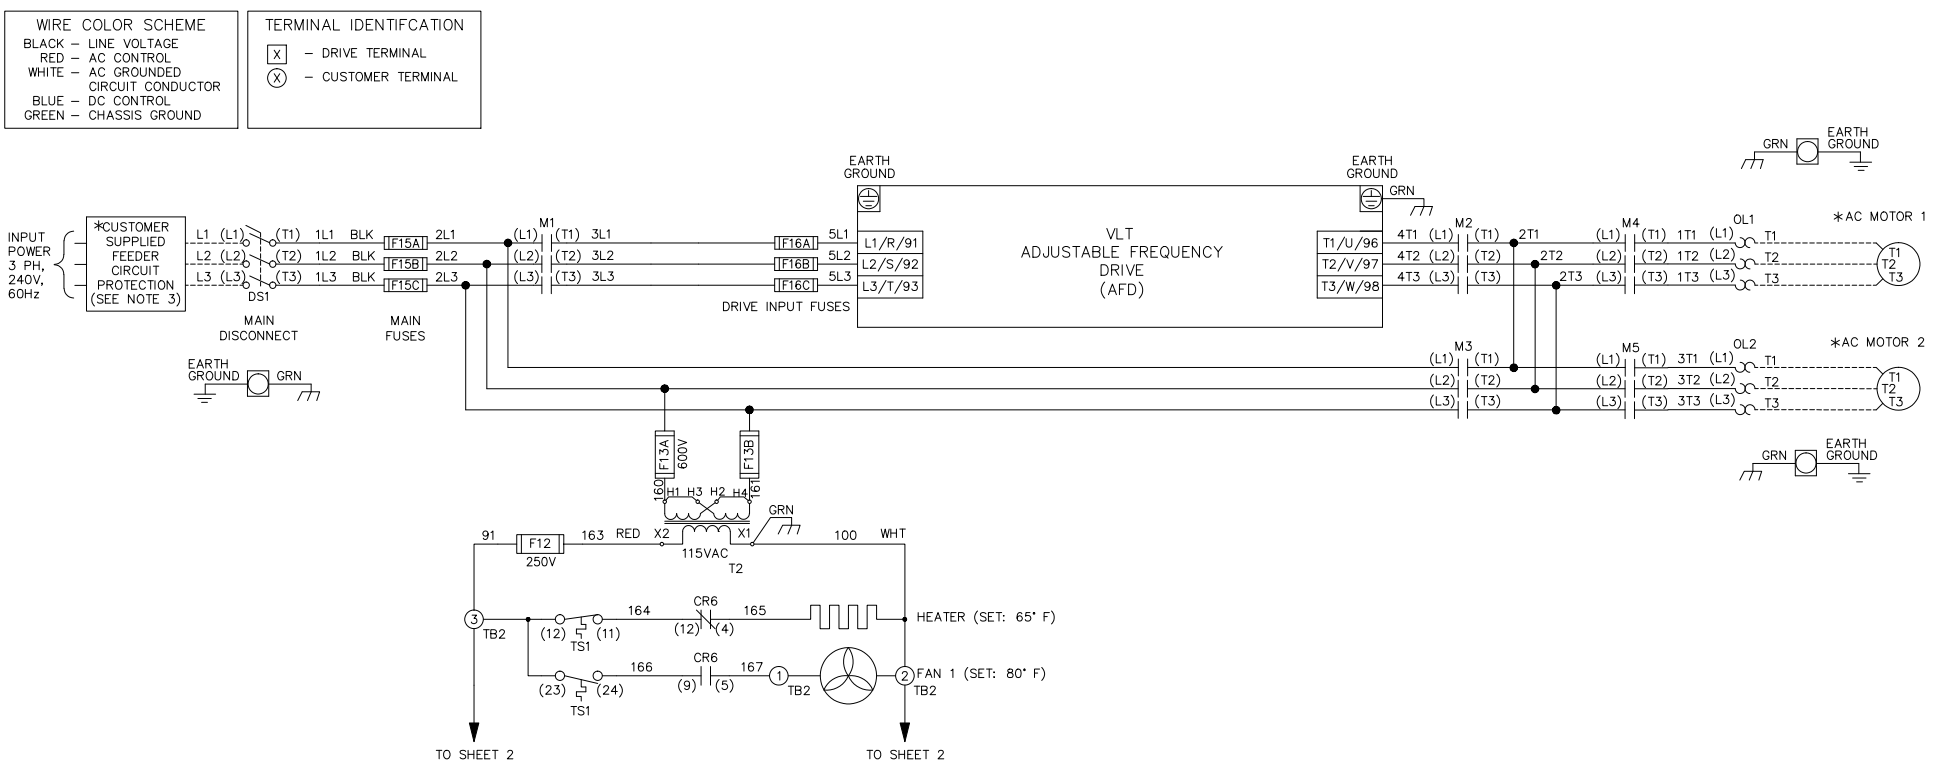 WIRE COLOR SCHEME
BLACK – LINE VOLTAGE
RED – AC CONTROL
WHITE – AC GROUNDED
CIRCUIT CONDUCTOR
BLUE – DC CONTROL
GREEN – CHASSIS GROUND
TERMINAL IDENTIFCATION
X – DRIVE TERMINAL
X – CUSTOMER TERMINAL
INPUT
POWER
3 PH,
240V,
60Hz
*CUSTOMER
SUPPLIED
FEEDER
CIRCUIT
PROTECTION
(SEE NOTE 3)
L1 (L1) (T1) 1L1 BLK F15A 2L1 (L1) M1 (T1) 3L1 F16A 5L1 L1/R/91
L2 (L2) (T2) 1L2 BLK F15B 2L2 (L2) (T2) 3L2 F16B 5L2 L2/S/92
L3 (L3) (T3) 1L3 BLK F15C 2L3 (L3) (T3) 3L3 F16C 5L3 L3/T/93
DS1
MAIN
DISCONNECT
MAIN
FUSES
DRIVE INPUT FUSES
EARTH
GROUND
GRN
EARTH
GROUND
VLT
ADJUSTABLE FREQUENCY
DRIVE
(AFD)
EARTH
GROUND
GRN
T1/U/96 4T1 (L1) M2 (T1) 2T1 (L1) M4 (T1) 1T1 (L1) OL1 T1
T2/V/97 4T2 (L2) (T2) 2T2 (L2) (T2) 1T2 (L2) T2
T3/W/98 4T3 (L3) (T3) 2T3 (L3) (T3) 1T3 (L3) T3
GRN
EARTH
GROUND
*AC MOTOR 1
T1
T2
T3
(L1) M3 (T1) (L1) M5 (T1) 3T1 (L1) OL2 T1
(L2) (T2) (L2) (T2) 3T2 (L2) T2
(L3) (T3) (L3) (T3) 3T3 (L3) T3
*AC MOTOR 2
T1
T2
T3
GRN
EARTH
GROUND
F13A
600V
F13B
160
H1 H3 H2 H4
161
GRN
91 F12 163 RED X2 X1 100 WHT
250V
115VAC
T2
3
TB2
(12) (11)
TS1
164
CR6
(12) (4)
165
HEATER (SET: 65° F)
(23) (24)
TS1
166
CR6
(9) (5)
167
1
TB2
2
TB2
FAN 1 (SET: 80° F)
TO SHEET 2
TO SHEET 2